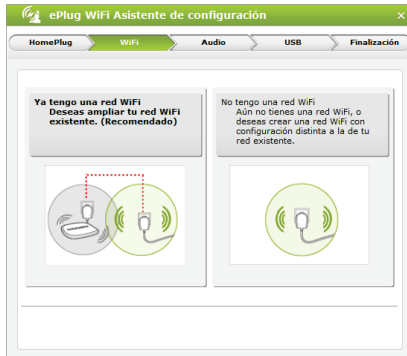 ePlug WiFi Asistente de configuración
HomePlug WiFi Audio USB Finalización
Ya tengo una red WiFi
Deseas ampliar tu red WiFi
existente. (Recomendado)
No tengo una red WiFi
Aún no tienes una red WiFi, o
deseas crear una red WiFi con
configuración distinta a la de tu
red existente.